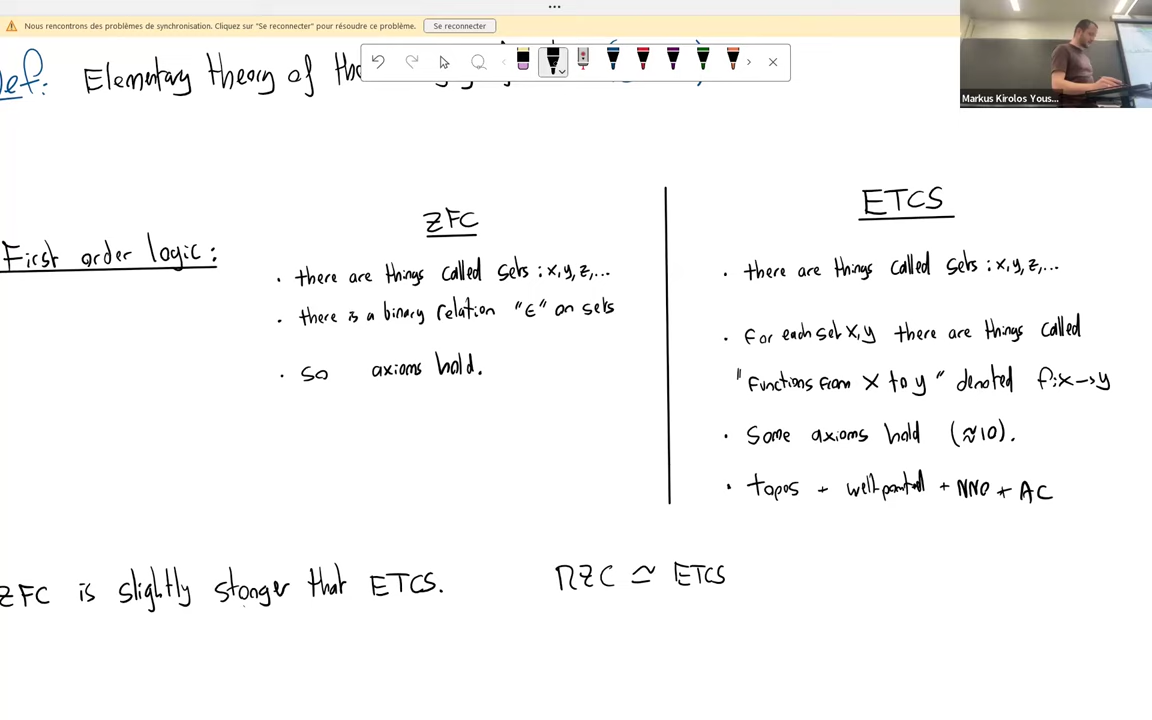 Nous rencontrons des problèmes de synchronisation. Cliquez sur "Se reconnecter" pour résoudre ce problème.
Se reconnecter
Markus Kirolos Yous...
Def: Elementary theory of the
ZFC
ETCS
First order logic:
· there are things called sets : x,y,z,...
· there is a binary relation "∈" on sets
· So axioms hold.
· there are things called sets : x,y,z,...
· For each set x,y there are things called
"Functions from X to y" denoted f:x→y
· Some axioms hold (≈10).
· topos + well-pointed + NNO + AC
ZFC is slightly stonger that ETCS.
≃ ETCS